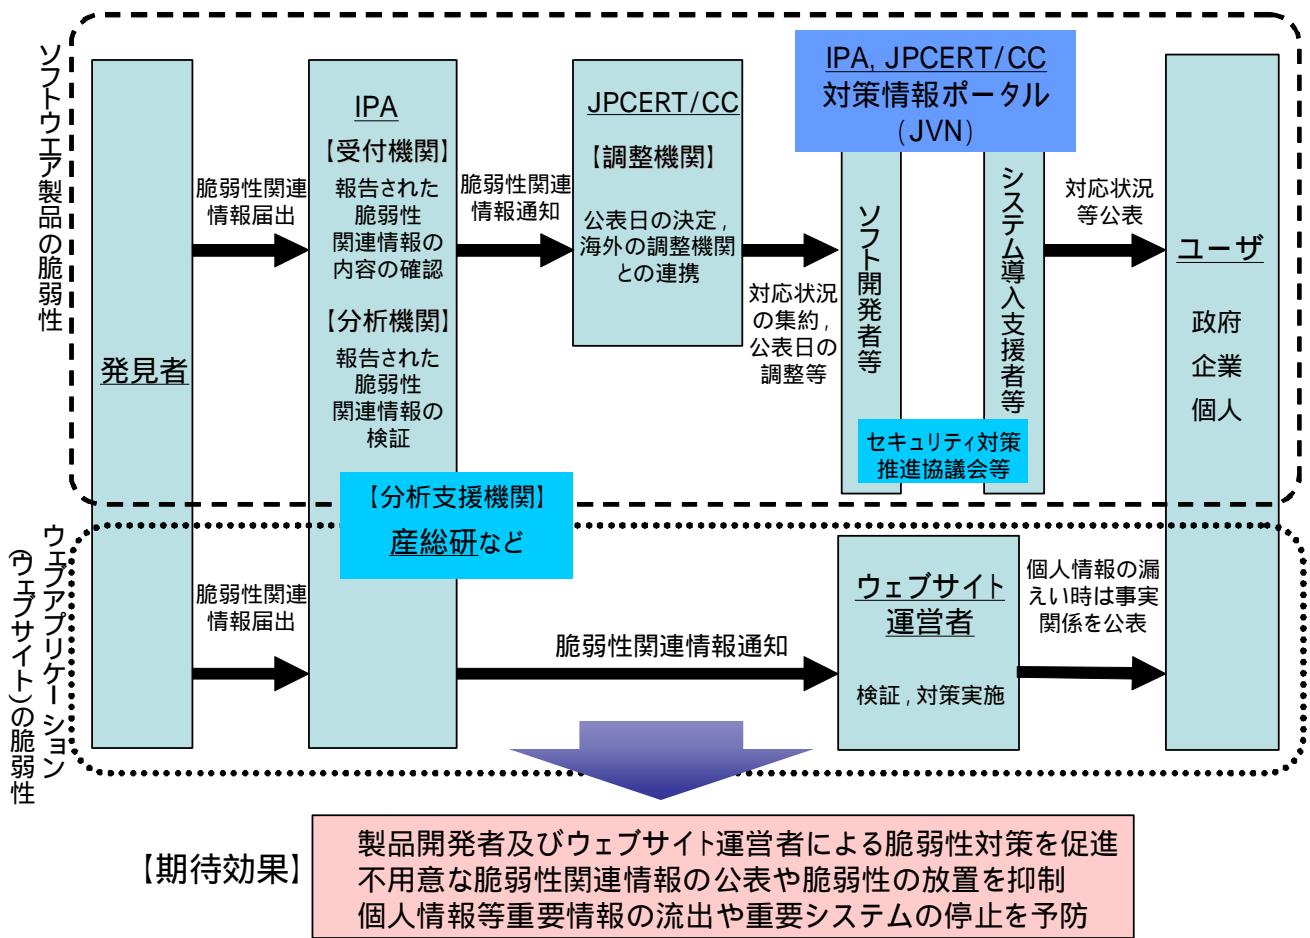 ソフトウエア製品の脆弱性
発見者
脆弱性関連
情報届出
IPA
【受付機関】
報告された
脆弱性
関連情報の
内容の確認
【分析機関】
報告された
脆弱性
関連情報の
検証
【分析支援機関】
産総研など
脆弱性関連
情報通知
JPCERT/CC
【調整機関】
公表日の決定,
海外の調整機関
との連携
対応状況
の集約,
公表日の
調整等
IPA, JPCERT/CC
対策情報ポータル
(JVN)
ソフト開発者等
システム導入支援者等
セキュリティ対策
推進協議会等
対応状況
等公表
ユーザ
政府
企業
個人
ウェブアプリケーション
(ウェブサイト)の脆弱性
脆弱性関連
情報届出
脆弱性関連情報通知
ウェブサイト
運営者
検証,対策実施
個人情報の漏
えい時は事実
関係を公表
【期待効果】
製品開発者及びウェブサイト運営者による脆弱性対策を促進
不用意な脆弱性関連情報の公表や脆弱性の放置を抑制
個人情報等重要情報の流出や重要システムの停止を予防